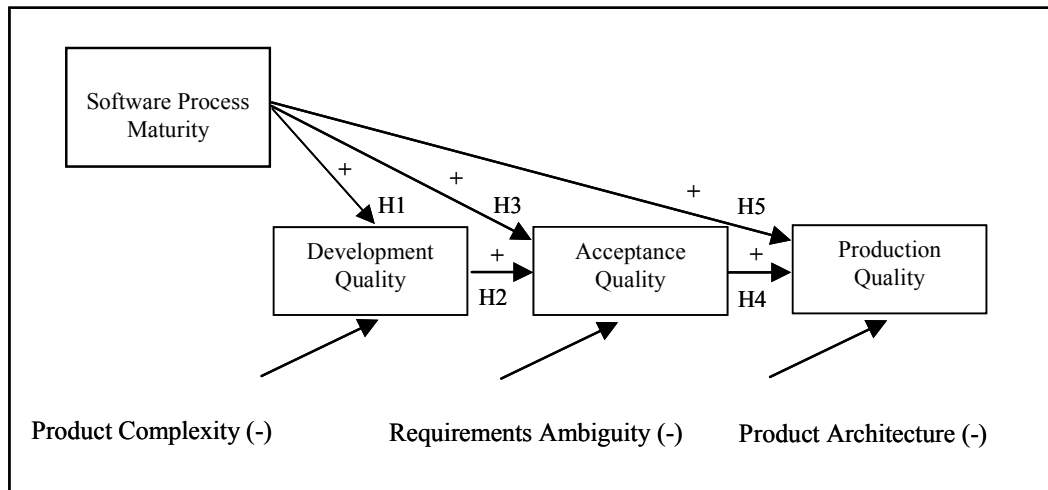 Software Process
Maturity
+
H1
+
H3
+
H5
Development
Quality
+
H2
Acceptance
Quality
+
H4
Production
Quality
Product Complexity (-)
Requirements Ambiguity (-)
Product Architecture (-)